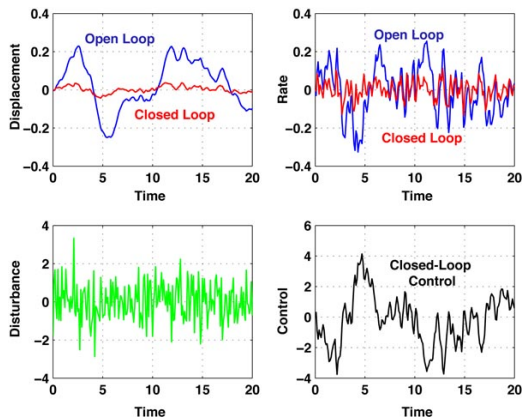 0.4
0.2
0
−0.2
−0.4
Displacement
Open Loop
Closed Loop
0 5 10 15 20
Time
0.4
0.2
0
−0.2
−0.4
Rate
Open Loop
Closed Loop
0 5 10 15 20
Time
4
2
0
−2
−4
Disturbance
0 5 10 15 20
Time
6
4
2
0
−2
−4
Control
Closed-Loop
Control
0 5 10 15 20
Time